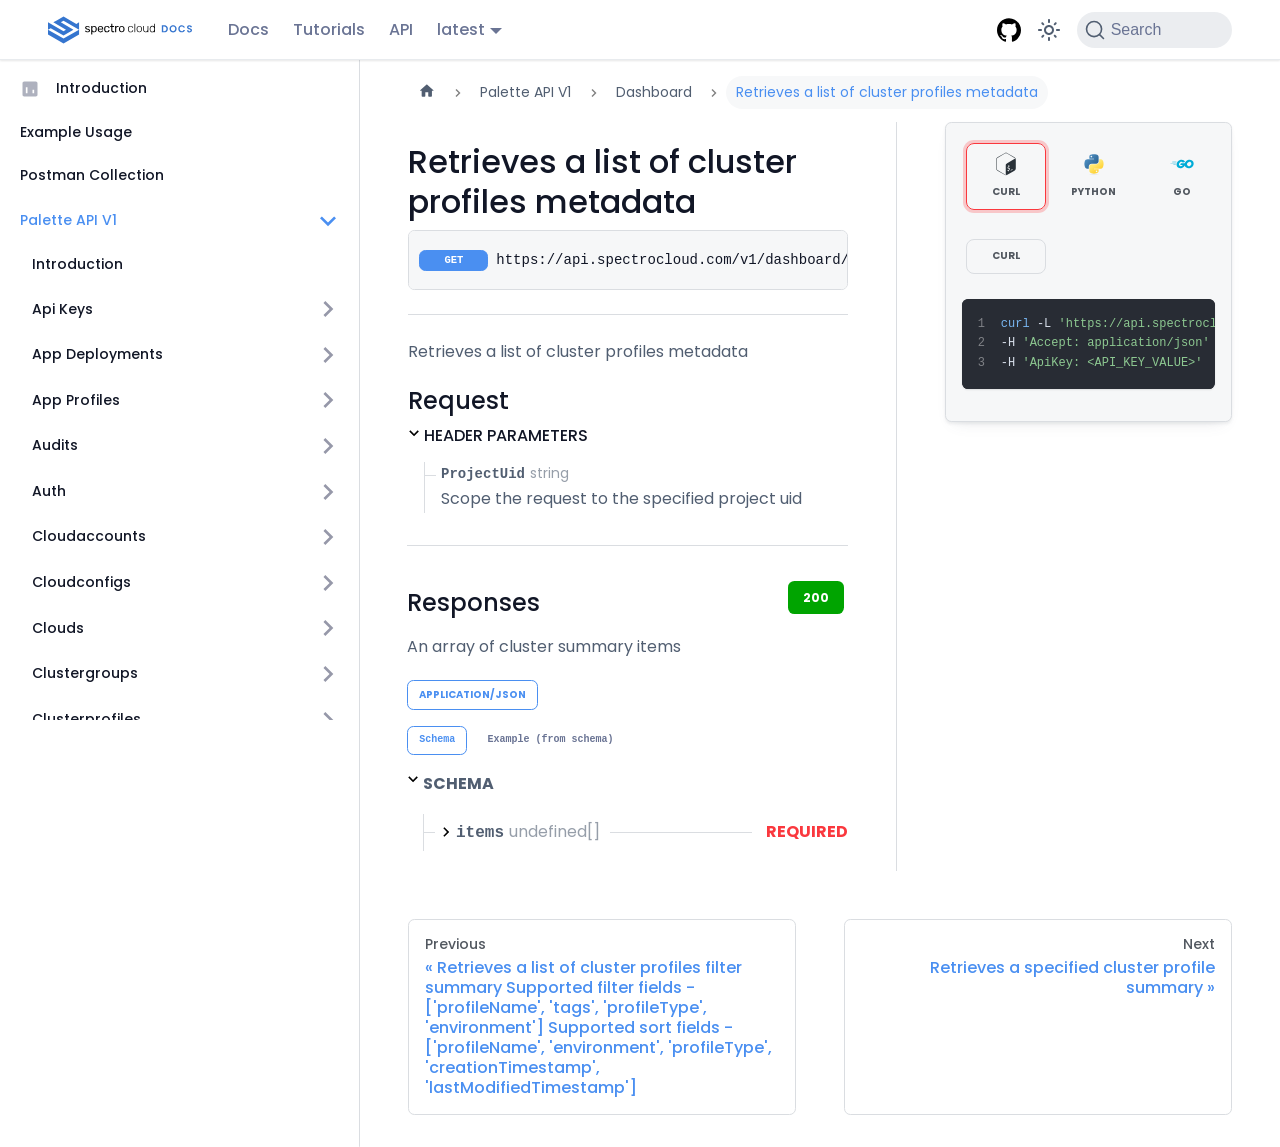 spectro cloud DOCS
Docs
Tutorials
API
latest
Search
Introduction
Example Usage
Postman Collection
Palette API V1
Introduction
Api Keys
App Deployments
App Profiles
Audits
Auth
Cloudaccounts
Cloudconfigs
Clouds
Clustergroups
Clusterprofiles
Palette API V1
Dashboard
Retrieves a list of cluster profiles metadata
Retrieves a list of cluster
profiles metadata
GET https://api.spectrocloud.com/v1/dashboard/
Retrieves a list of cluster profiles metadata
Request
HEADER PARAMETERS
ProjectUid string
Scope the request to the specified project uid
Responses
200
An array of cluster summary items
APPLICATION/JSON
Schema
Example (from schema)
SCHEMA
items undefined[]
REQUIRED
CURL
PYTHON
GO
GO
CURL
1 curl -L 'https://api.spectrocl
2 -H 'Accept: application/json'
3 -H 'ApiKey: <API_KEY_VALUE>'
Previous
« Retrieves a list of cluster profiles filter
summary Supported filter fields -
['profileName', 'tags', 'profileType',
'environment'] Supported sort fields -
['profileName', 'environment', 'profileType',
'creationTimestamp',
'lastModifiedTimestamp']
Next
Retrieves a specified cluster profile
summary »